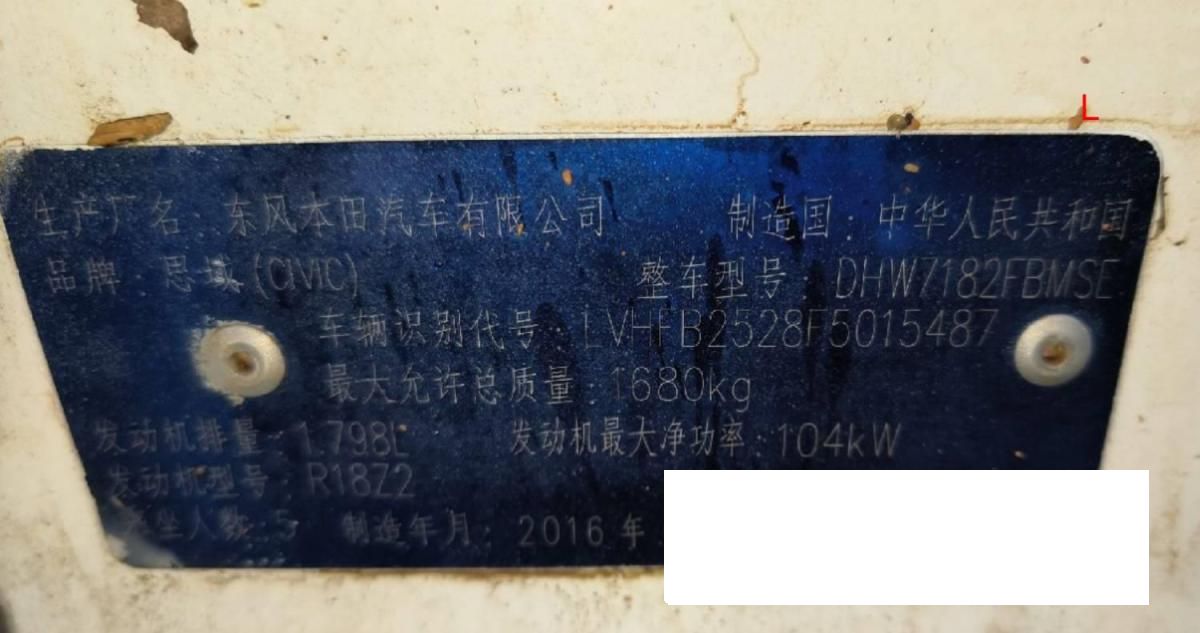 生产厂名：东风本田汽车有限公司 制造国：中华人民共和国
品牌：思域(CIVIC) 整车型号：DHW7182FBMSE
车辆识别代号：LVHFB2528F5015487
最大允许总质量：1680kg
发动机排量：1.798L 发动机最大净功率：104kW
发动机型号：R18Z2
乘坐人数：5 制造年月：2016年
L